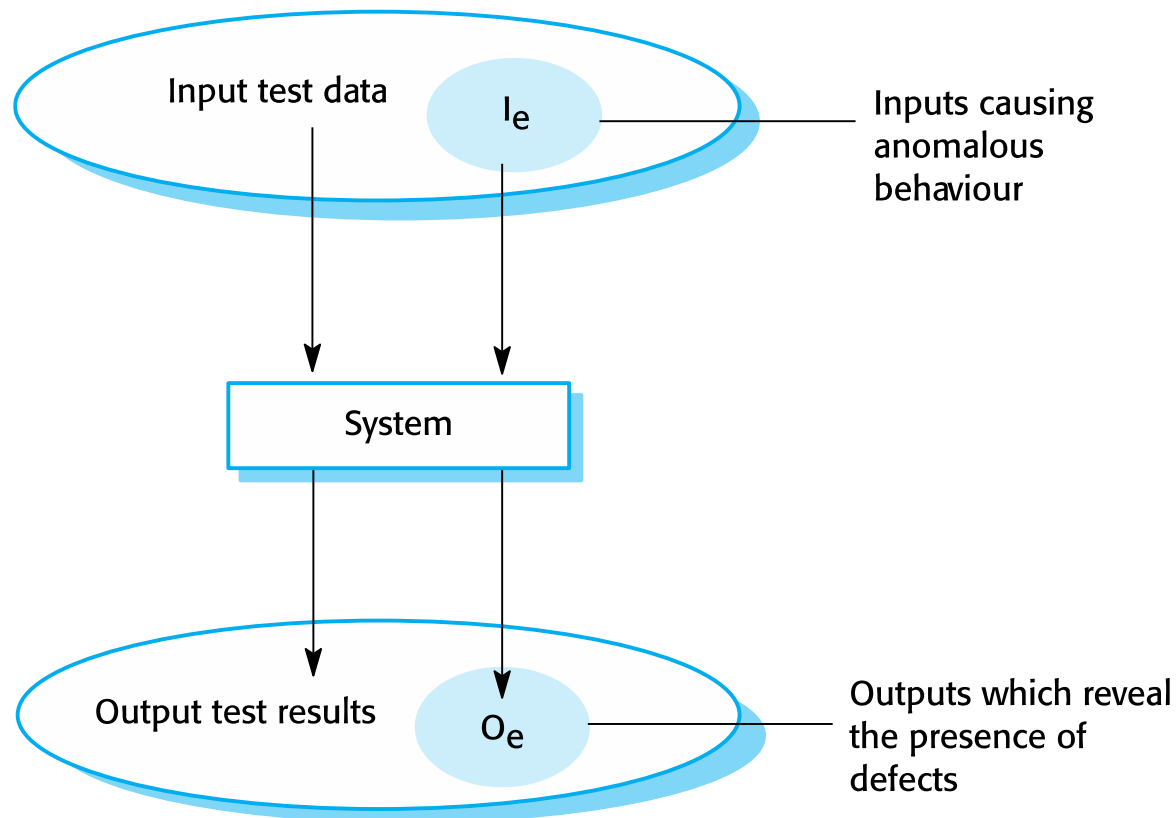 Input test data
Ie
Inputs causing
anomalous
behaviour
System
Output test results
Oe
Outputs which reveal
the presence of
defects